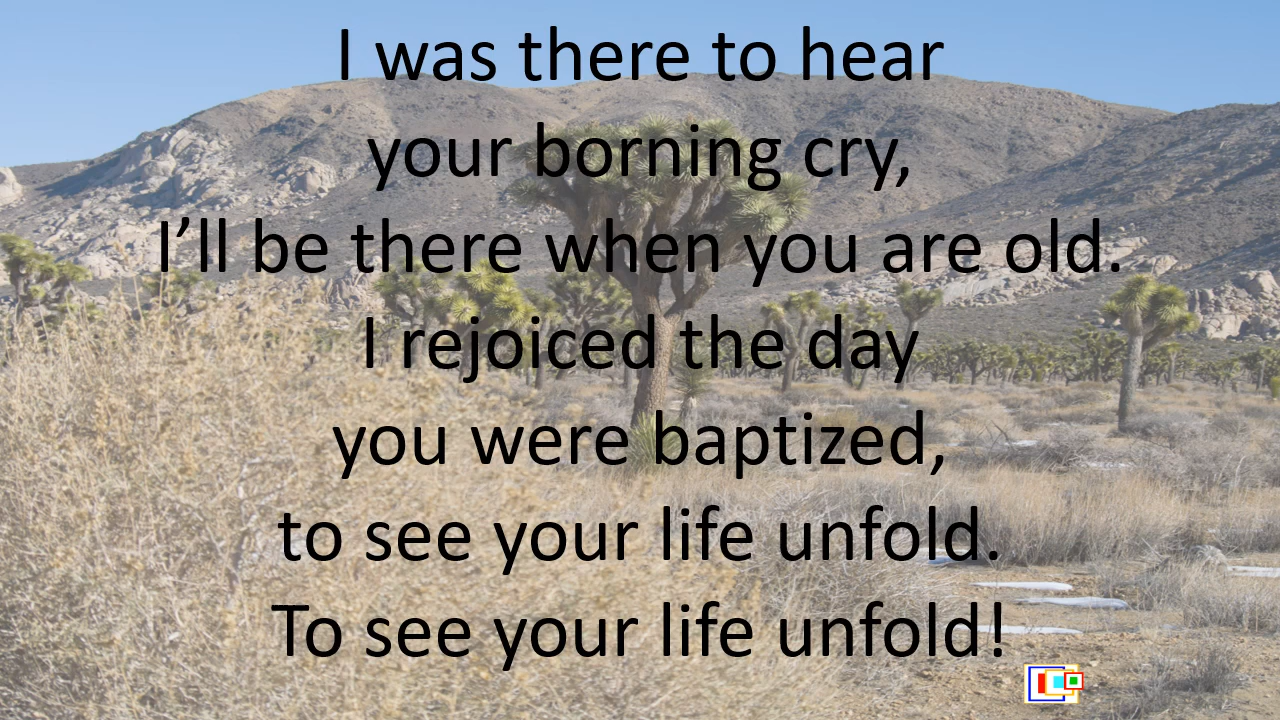 I was there to hear
your borning cry,
I’ll be there when you are old.
I rejoiced the day
you were baptized,
to see your life unfold.
To see your life unfold!